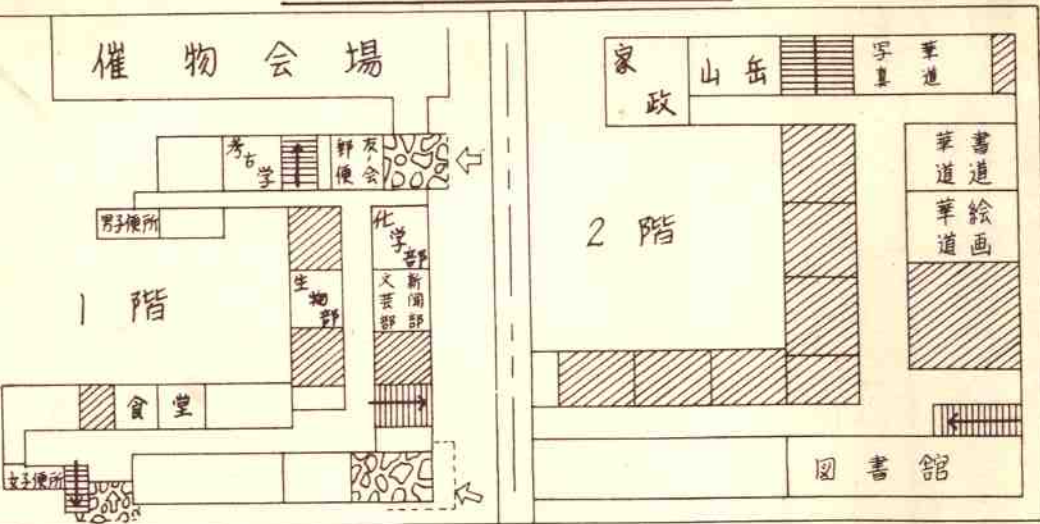 催物会場
考古学
郵便
友ノ会
男子便所
化学部
生物部
文芸部
新聞部
1階
食堂
女子便所
家政
山岳
写真
華道
書道
華道
絵画
華道
2階
図書館